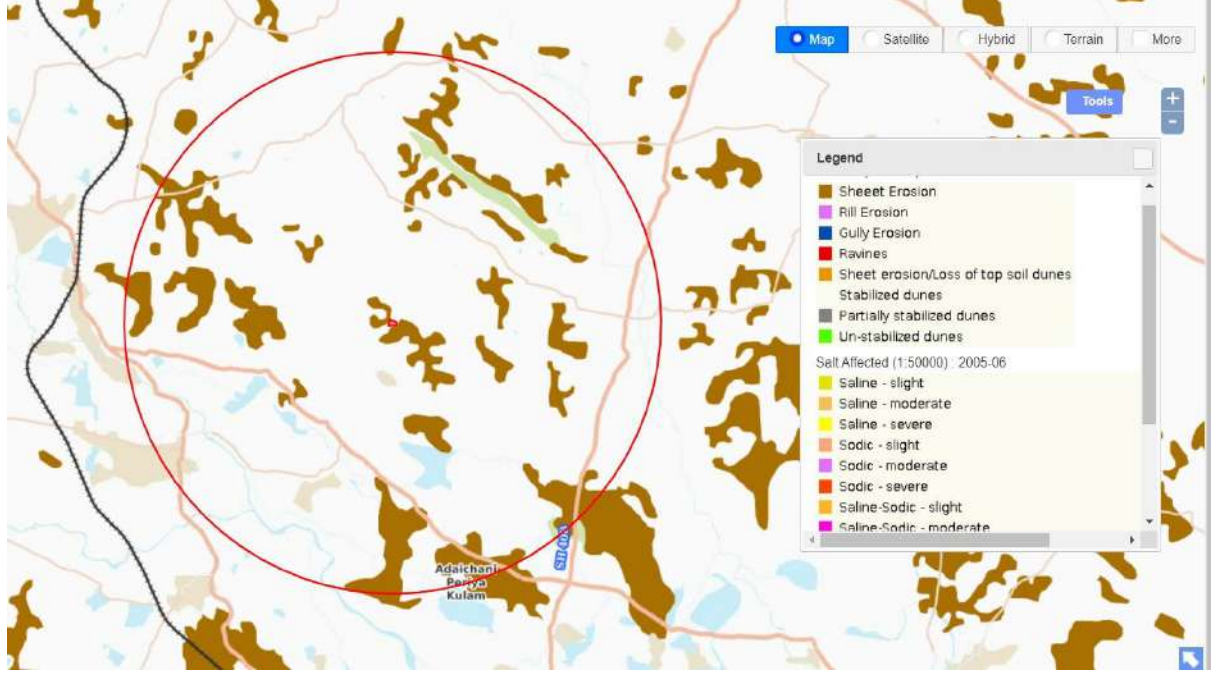 Map Satellite Hybrid Terrain More
Tools
+
-
Legend
Sheeet Erosion
Rill Erosion
Gully Erosion
Ravines
Sheet erosion/Loss of top soil dunes
Stabilized dunes
Partially stabilized dunes
Un-stabilized dunes
Salt Affected (1:50000) : 2005-06
Saline - slight
Saline - moderate
Saline - severe
Sodic - slight
Sodic - moderate
Sodic - severe
Saline-Sodic - slight
Saline-Sodic - moderate
Adaichani
Periya
Kulam